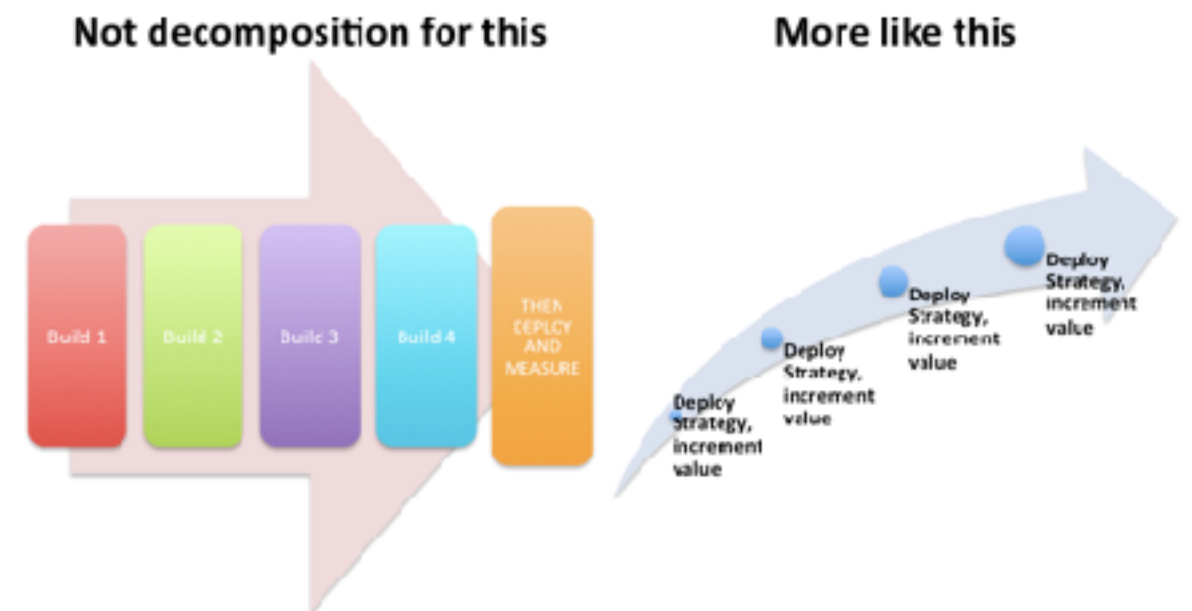 Not decomposition for this
More like this
Build 1
Build 2
Build 3
Build 4
THEN
DEPLOY
AND
MEASURE
Deploy
Strategy,
increment
value
Deploy
Strategy,
increment
value
Deploy
Strategy,
increment
value
Deploy
Strategy,
increment
value